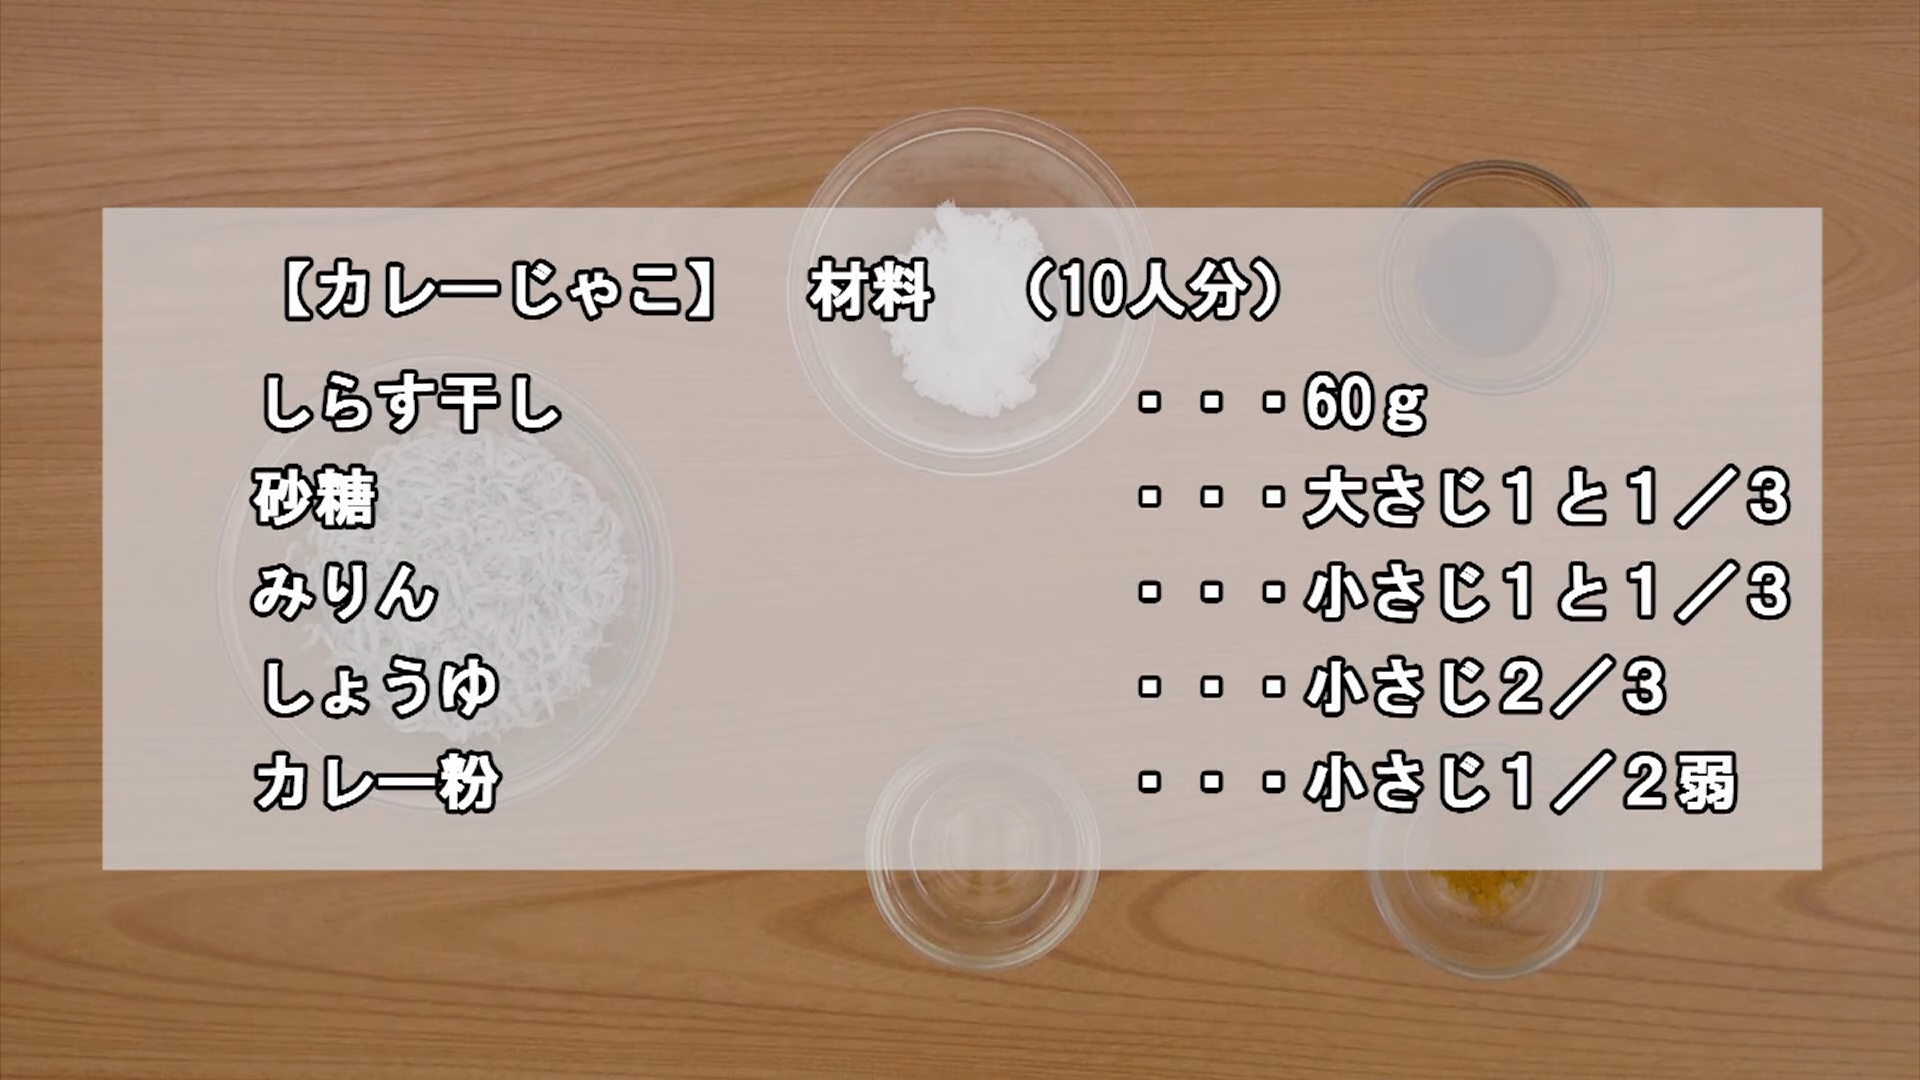 【カレーじゃこ】 材料 （10人分）
しらす干し ・・・60ｇ
砂糖 ・・・大さじ１と１／３
みりん ・・・小さじ１と１／３
しょうゆ ・・・小さじ２／３
カレー粉 ・・・小さじ１／２弱